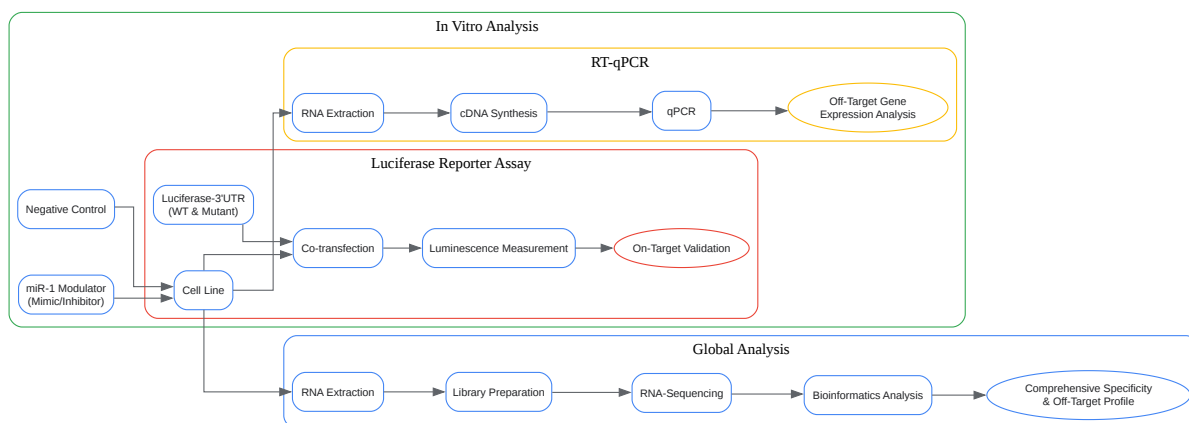 In Vitro Analysis
RT-qPCR
RNA Extraction
cDNA Synthesis
qPCR
Off-Target Gene
Expression Analysis
Luciferase Reporter Assay
Negative Control
Luciferase-3'UTR
(WT & Mutant)
Co-transfection
Luminescence Measurement
On-Target Validation
miR-1 Modulator
(Mimic/Inhibitor)
Cell Line
Global Analysis
RNA Extraction
Library Preparation
RNA-Sequencing
Bioinformatics Analysis
Comprehensive Specificity
& Off-Target Profile